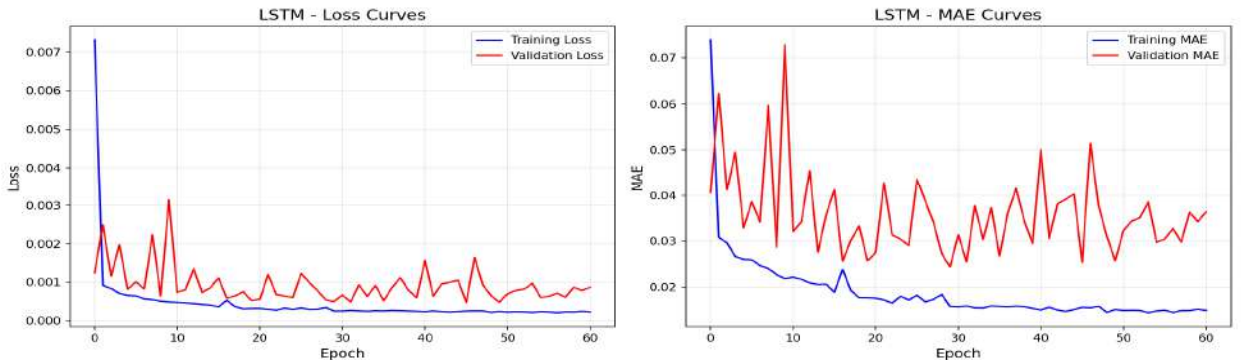 LSTM - Loss Curves
Training Loss
Validation Loss
0.007
0.006
0.005
0.004
0.003
0.002
0.001
0.000
Loss
0 10 20 30 40 50 60
Epoch
LSTM - MAE Curves
Training MAE
Validation MAE
0.07
0.06
0.05
0.04
0.03
0.02
MAE
0 10 20 30 40 50 60
Epoch